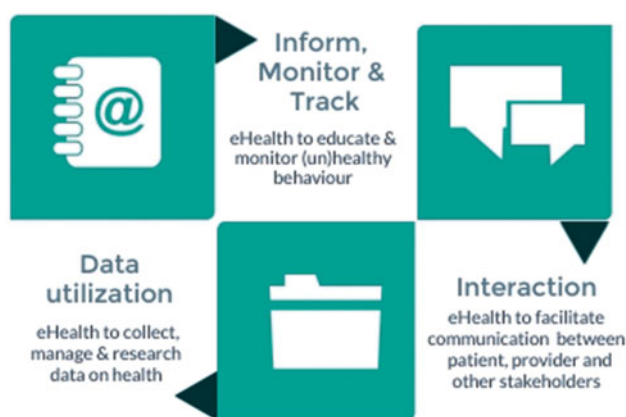 @
Inform,
Monitor &
Track
eHealth to educate &
monitor (un)healthy
behaviour
Data
utilization
eHealth to collect,
manage & research
data on health
Interaction
eHealth to facilitate
communication between
patient, provider and
other stakeholders